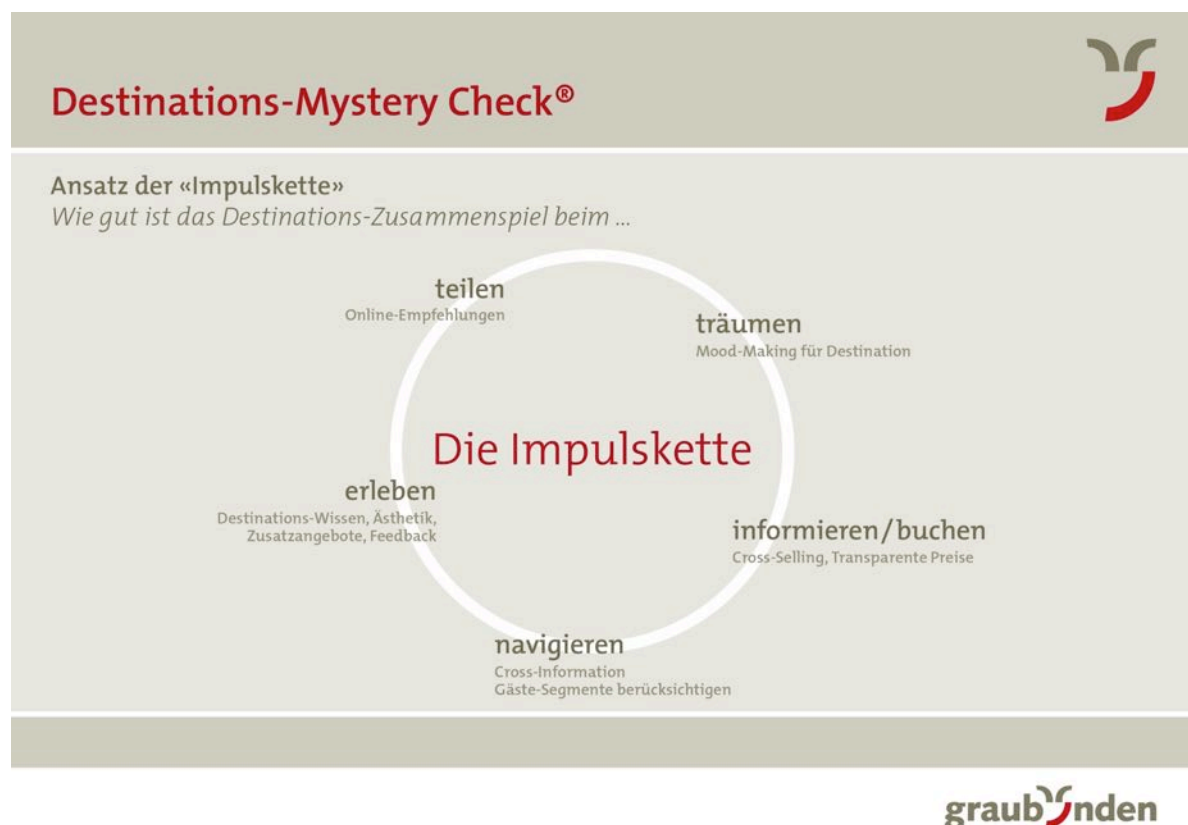 Destinations-Mystery Check®
Ansatz der «Impulskette»
Wie gut ist das Destinations-Zusammenspiel beim ...
teilen
Online-Empfehlungen
träumen
Mood-Making für Destination
Die Impulskette
erleben
Destinations-Wissen, Ästhetik,
Zusatzangebote, Feedback
informieren/buchen
Cross-Selling, Transparente Preise
navigieren
Cross-Information
Gäste-Segmente berücksichtigen
graubünden